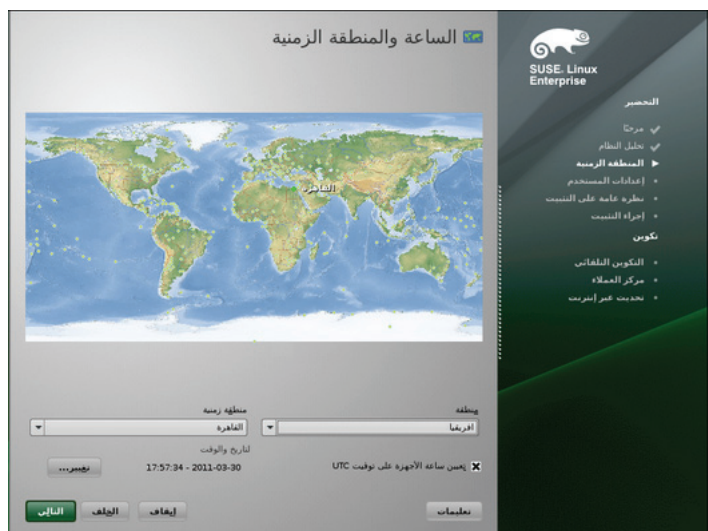 الساعة والمنطقة الزمنية
SUSE. Linux
Enterprise
التحضير
مرحبًا
تحليل النظام
المنطقة الزمنية
إعدادات المستخدم
نظرة عامة على التثبيت
إجراء التثبيت
تكوين
التكوين التلقائي
مركز العملاء
تحديث عبر إنترنت
القاهرة
منطقة
منطقة زمنية
افريقيا
القاهرة
لتاريخ والوقت
تعيين ساعة الأجهزة على توقيت UTC
17:57:34 - 2011-03-30
تغيير...
تعليمات
إيقاف
الخلف
التالي